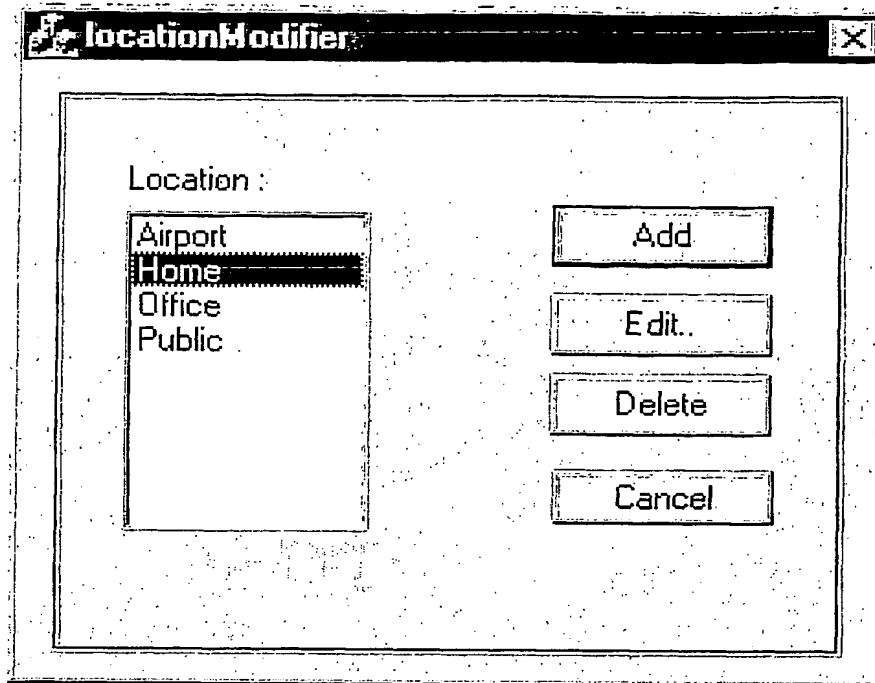 locationModifier
Location :
Airport
Home
Office
Public
Add
Edit..
Delete
Cancel